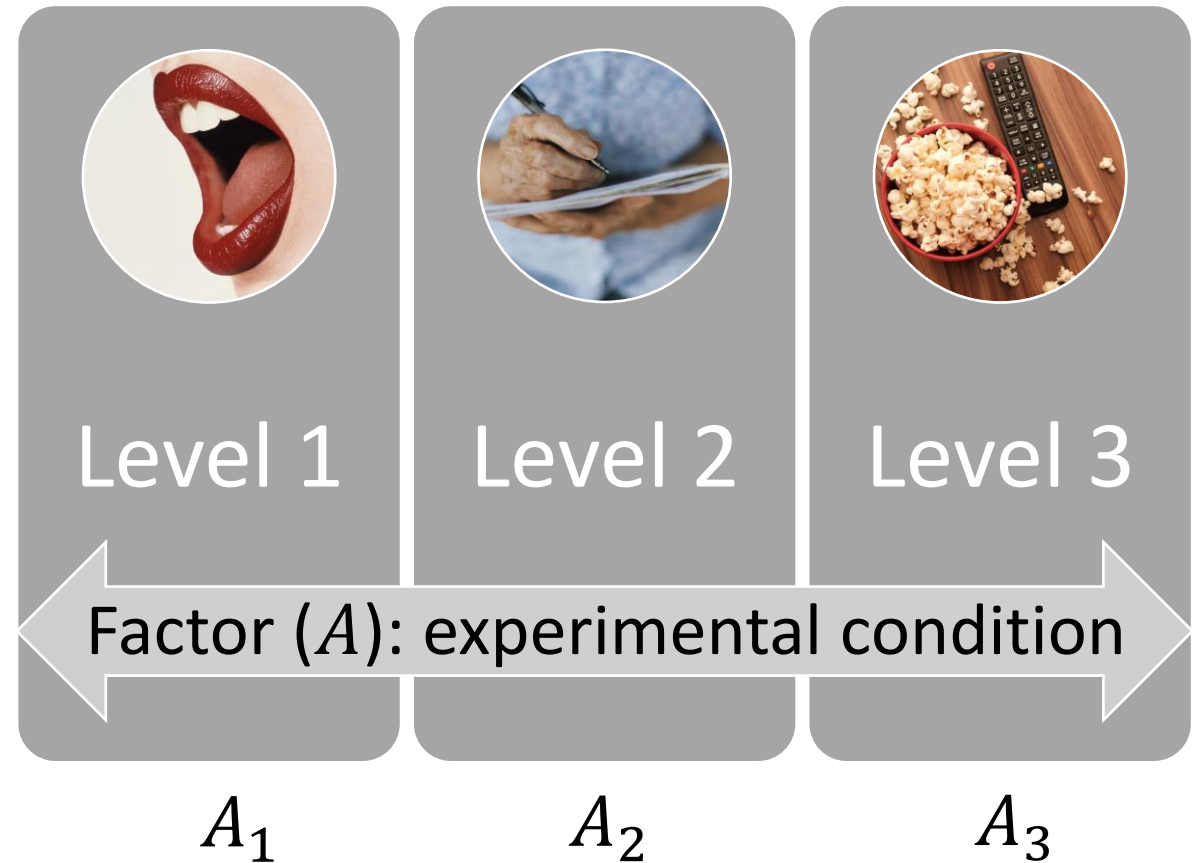 Level 1
Level 2
Level 3
Factor (A): experimental condition
A₁
A₂
A₃